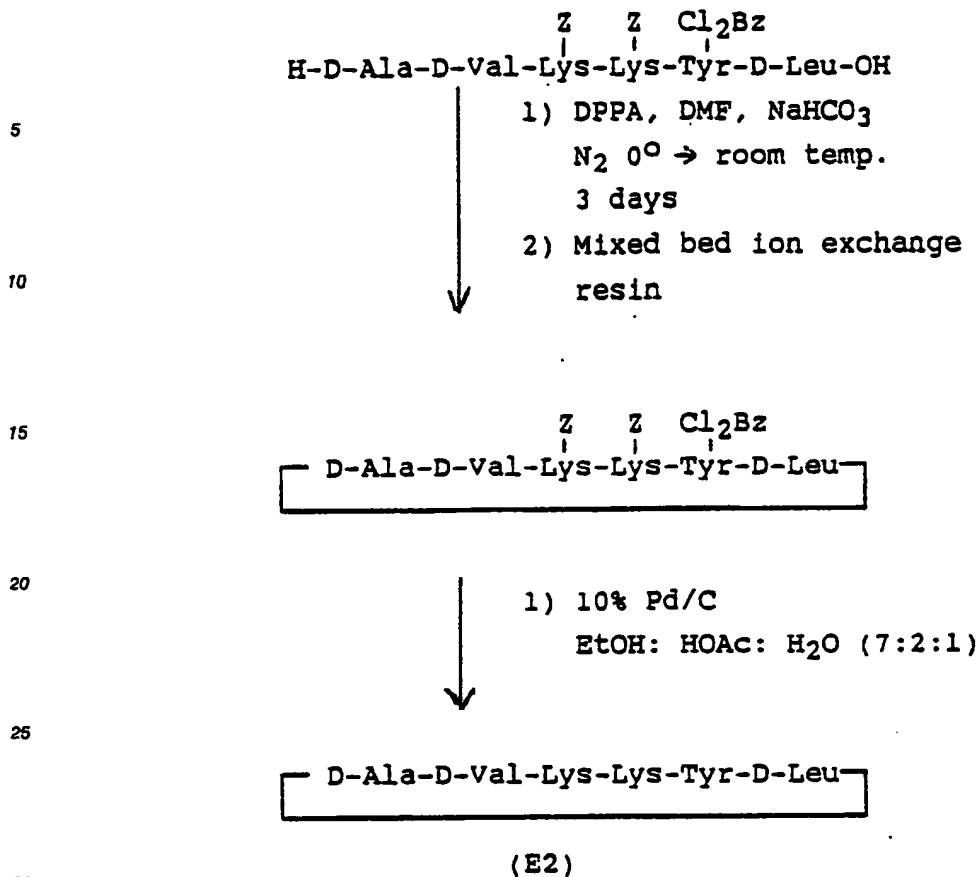 Z Z Cl2Bz
H-D-Ala-D-Val-Lys-Lys-Tyr-D-Leu-OH
1) DPPA, DMF, NaHCO3
5
N2 0° → room temp.
3 days
2) Mixed bed ion exchange
10
resin
15
Z Z Cl2Bz
D-Ala-D-Val-Lys-Lys-Tyr-D-Leu
20
1) 10% Pd/C
EtOH: HOAc: H2O (7:2:1)
25
D-Ala-D-Val-Lys-Lys-Tyr-D-Leu
(E2)